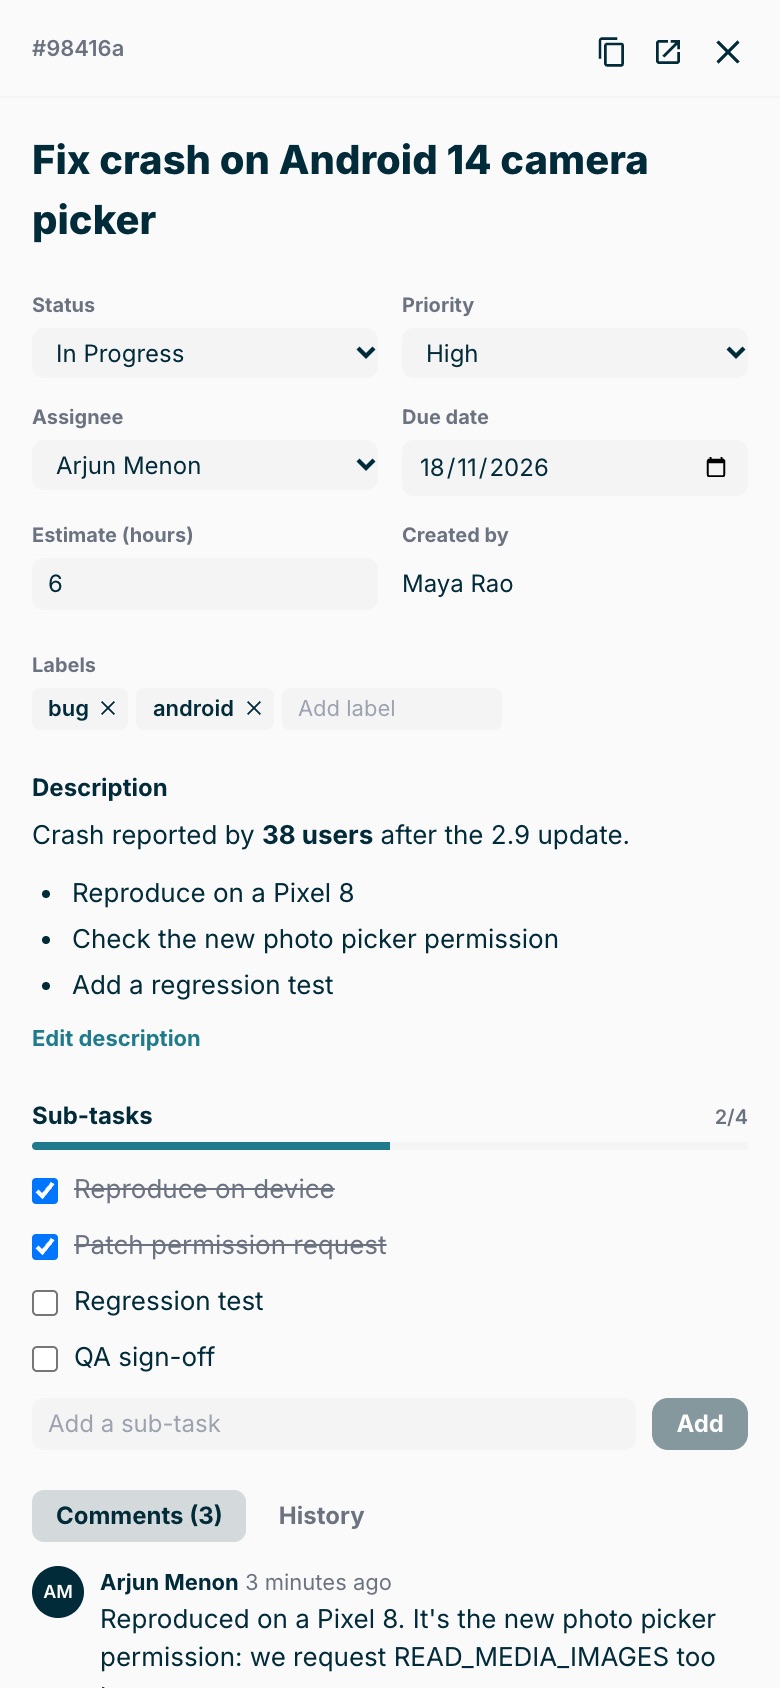 #98416a
Fix crash on Android 14 camera
picker
Status
Priority
In Progress
High
Assignee
Due date
Arjun Menon
18/11/2026
Estimate (hours)
Created by
6
Maya Rao
Labels
bug
android
Add label
Description
Crash reported by 38 users after the 2.9 update.
• Reproduce on a Pixel 8
• Check the new photo picker permission
• Add a regression test
Edit description
Sub-tasks
2/4
Reproduce on device
Patch permission request
Regression test
QA sign-off
Add a sub-task
Add
Comments (3)
History
AM
Arjun Menon 3 minutes ago
Reproduced on a Pixel 8. It's the new photo picker
permission: we request READ_MEDIA_IMAGES too